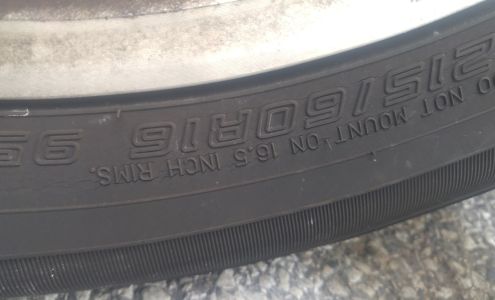 215/60R16 95
O NOT MOUNT ON 16.5 INCH RIMS.